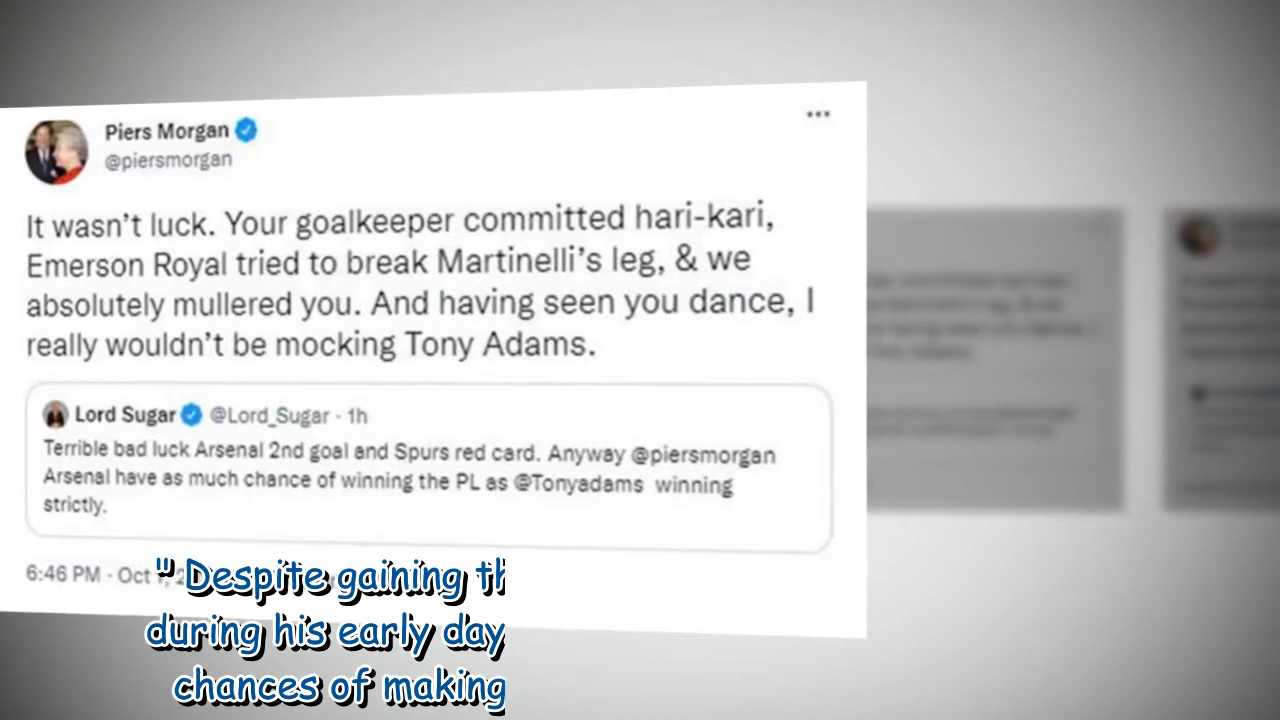 Piers Morgan
@piersmorgan
It wasn't luck. Your goalkeeper committed hari-kari,
Emerson Royal tried to break Martinelli's leg, & we
absolutely mullered you. And having seen you dance, I
really wouldn't be mocking Tony Adams.
Lord Sugar @Lord_Sugar · 1h
Terrible bad luck Arsenal 2nd goal and Spurs red card. Anyway @piersmorgan
Arsenal have as much chance of winning the PL as @Tonyadams winning
strictly.
6:46 PM · Oct
" Despite gaining
during his early day
chances of making